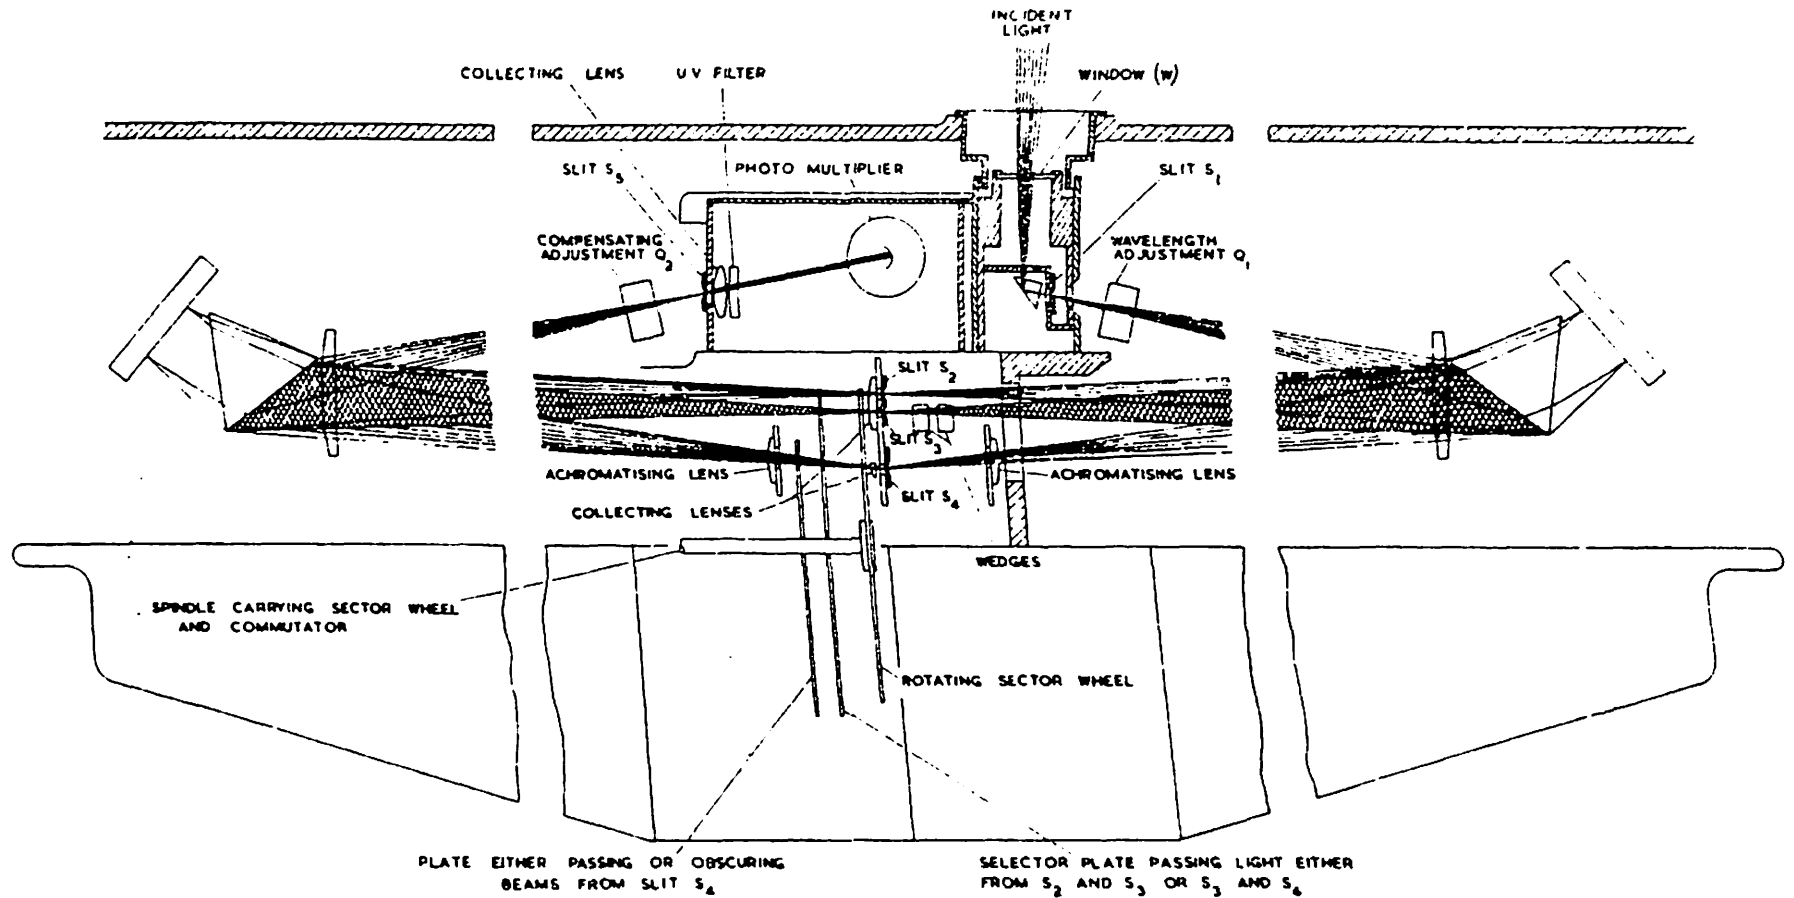 INCIDENT
LIGHT
COLLECTING LENS
UV FILTER
WINDOW (W)
SLIT S5
PHOTO MULTIPLIER
SLIT S1
COMPENSATING
ADJUSTMENT Q2
WAVELENGTH
ADJUSTMENT Q1
SLIT S2
SLIT S3
ACHROMATISING LENS
ACHROMATISING LENS
SLIT S4
COLLECTING LENSES
WEDGES
SPINDLE CARRYING SECTOR WHEEL
AND COMMUTATOR
ROTATING SECTOR WHEEL
PLATE EITHER PASSING OR OBSCURING
BEAMS FROM SLIT S4
SELECTOR PLATE PASSING LIGHT EITHER
FROM S2 AND S3 OR S3 AND S4